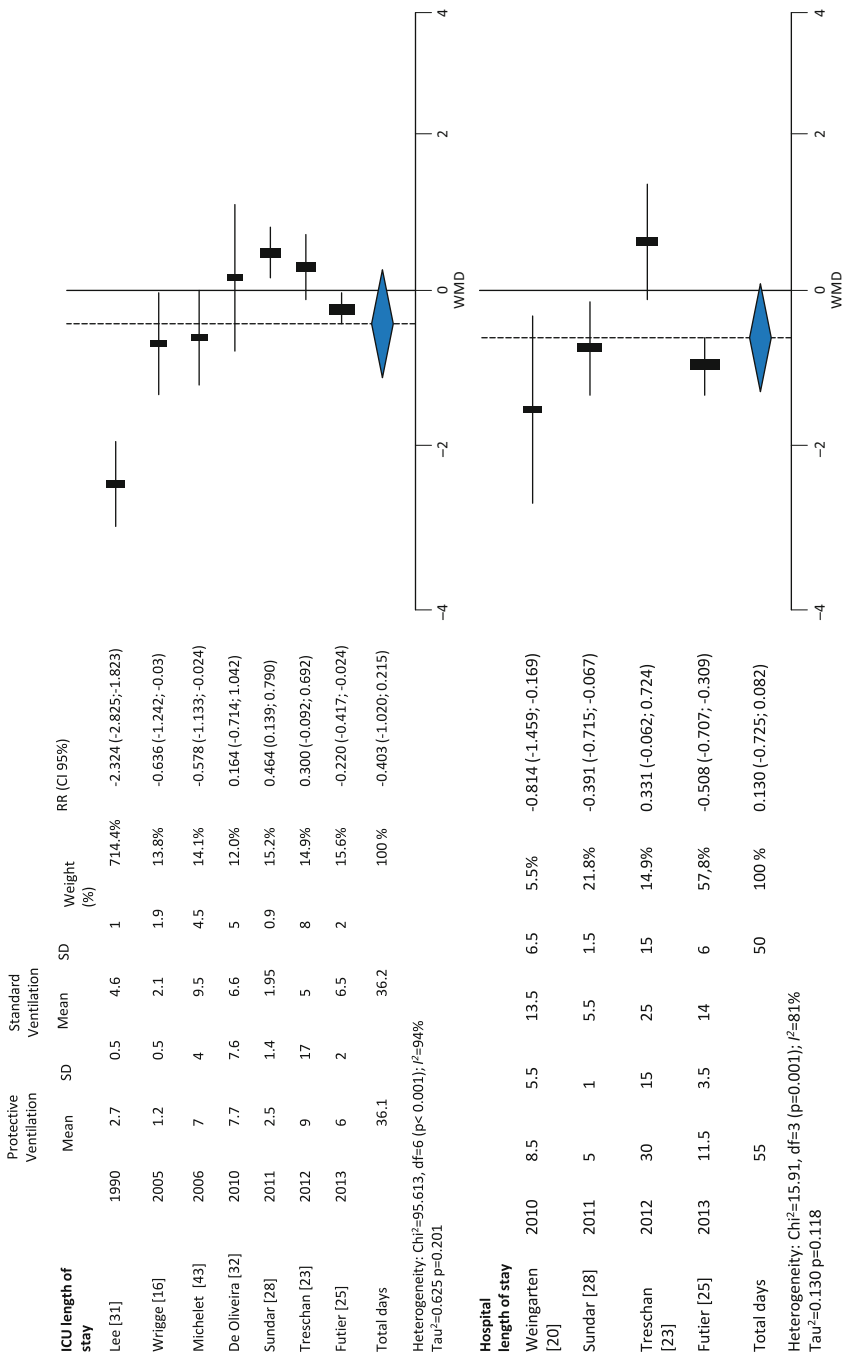 Protective Ventilation Standard Ventilation
ICU length of stay Mean SD Mean SD Weight (%) RR (CI 95%)
Lee [31] 1990 2.7 0.5 4.6 1 714.4% -2.324 (-2.825;-1.823)
Wrigge [16] 2005 1.2 0.5 2.1 1.9 13.8% -0.636 (-1.242; -0.03)
Michelet [43] 2006 7 4 9.5 4.5 14.1% -0.578 (-1.133; -0.024)
De Oliveira [32] 2010 7.7 7.6 6.6 5 12.0% 0.164 (-0.714; 1.042)
Sundar [28] 2011 2.5 1.4 1.95 0.9 15.2% 0.464 (0.139; 0.790)
Treschan [23] 2012 9 17 5 8 14.9% 0.300 (-0.092; 0.692)
Futier [25] 2013 6 2 6.5 2 15.6% -0.220 (-0.417; -0.024)
Total days 36.1 36.2 100 % -0.403 (-1.020; 0.215)
Heterogeneity: Chi²=95.613, df=6 (p< 0.001); I²=94%
Tau²=0.625 p=0.201
−4 −2 0 2 4
WMD
Hospital length of stay
Weingarten [20] 2010 8.5 5.5 13.5 6.5 5.5% -0.814 (-1.459; -0.169)
Sundar [28] 2011 5 1 5.5 1.5 21.8% -0.391 (-0.715; -0.067)
Treschan [23] 2012 30 15 25 15 14.9% 0.331 (-0.062; 0.724)
Futier [25] 2013 11.5 3.5 14 6 57,8% -0.508 (-0.707; -0.309)
Total days 55 50 100 % 0.130 (-0.725; 0.082)
Heterogeneity: Chi²=15.91, df=3 (p=0.001); I²=81%
Tau²=0.130 p=0.118
−4 −2 0 2 4
WMD